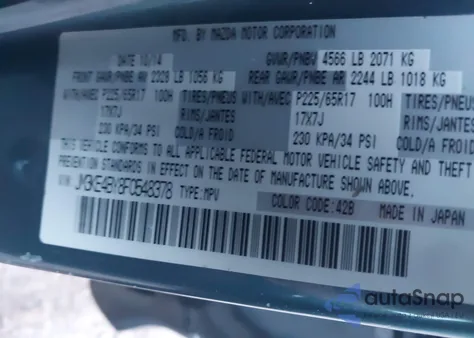 MFD. BY MAZDA MOTOR CORPORATION
DATE 10/14 GVWR/PNBV 4566 LB 2071 KG
FRONT GAWR/PNBE AV 2329 LB 1056 KG REAR GAWR/PNBE AR 2244 LB 1018 KG
WITH/AVEC P225/65R17 100H TIRES/PNEUS WITH/AVEC P225/65R17 100H TIRES/PNEUS
17X7J RIMS/JANTES 17X7J RIMS/JANTES
230 KPA/34 PSI COLD/A FROID 230 KPA/34 PSI COLD/A FROID
THIS VEHICLE CONFORMS TO ALL APPLICABLE FEDERAL MOTOR VEHICLE SAFETY AND THEFT
PREVENTION STANDARDS IN EFFECT ON THE DATE OF MANUFACTURE SHOWN ABOVE.
JM3KE4BY8F0548378 TYPE:MPV COLOR CODE:42B MADE IN JAPAN
autoSnap